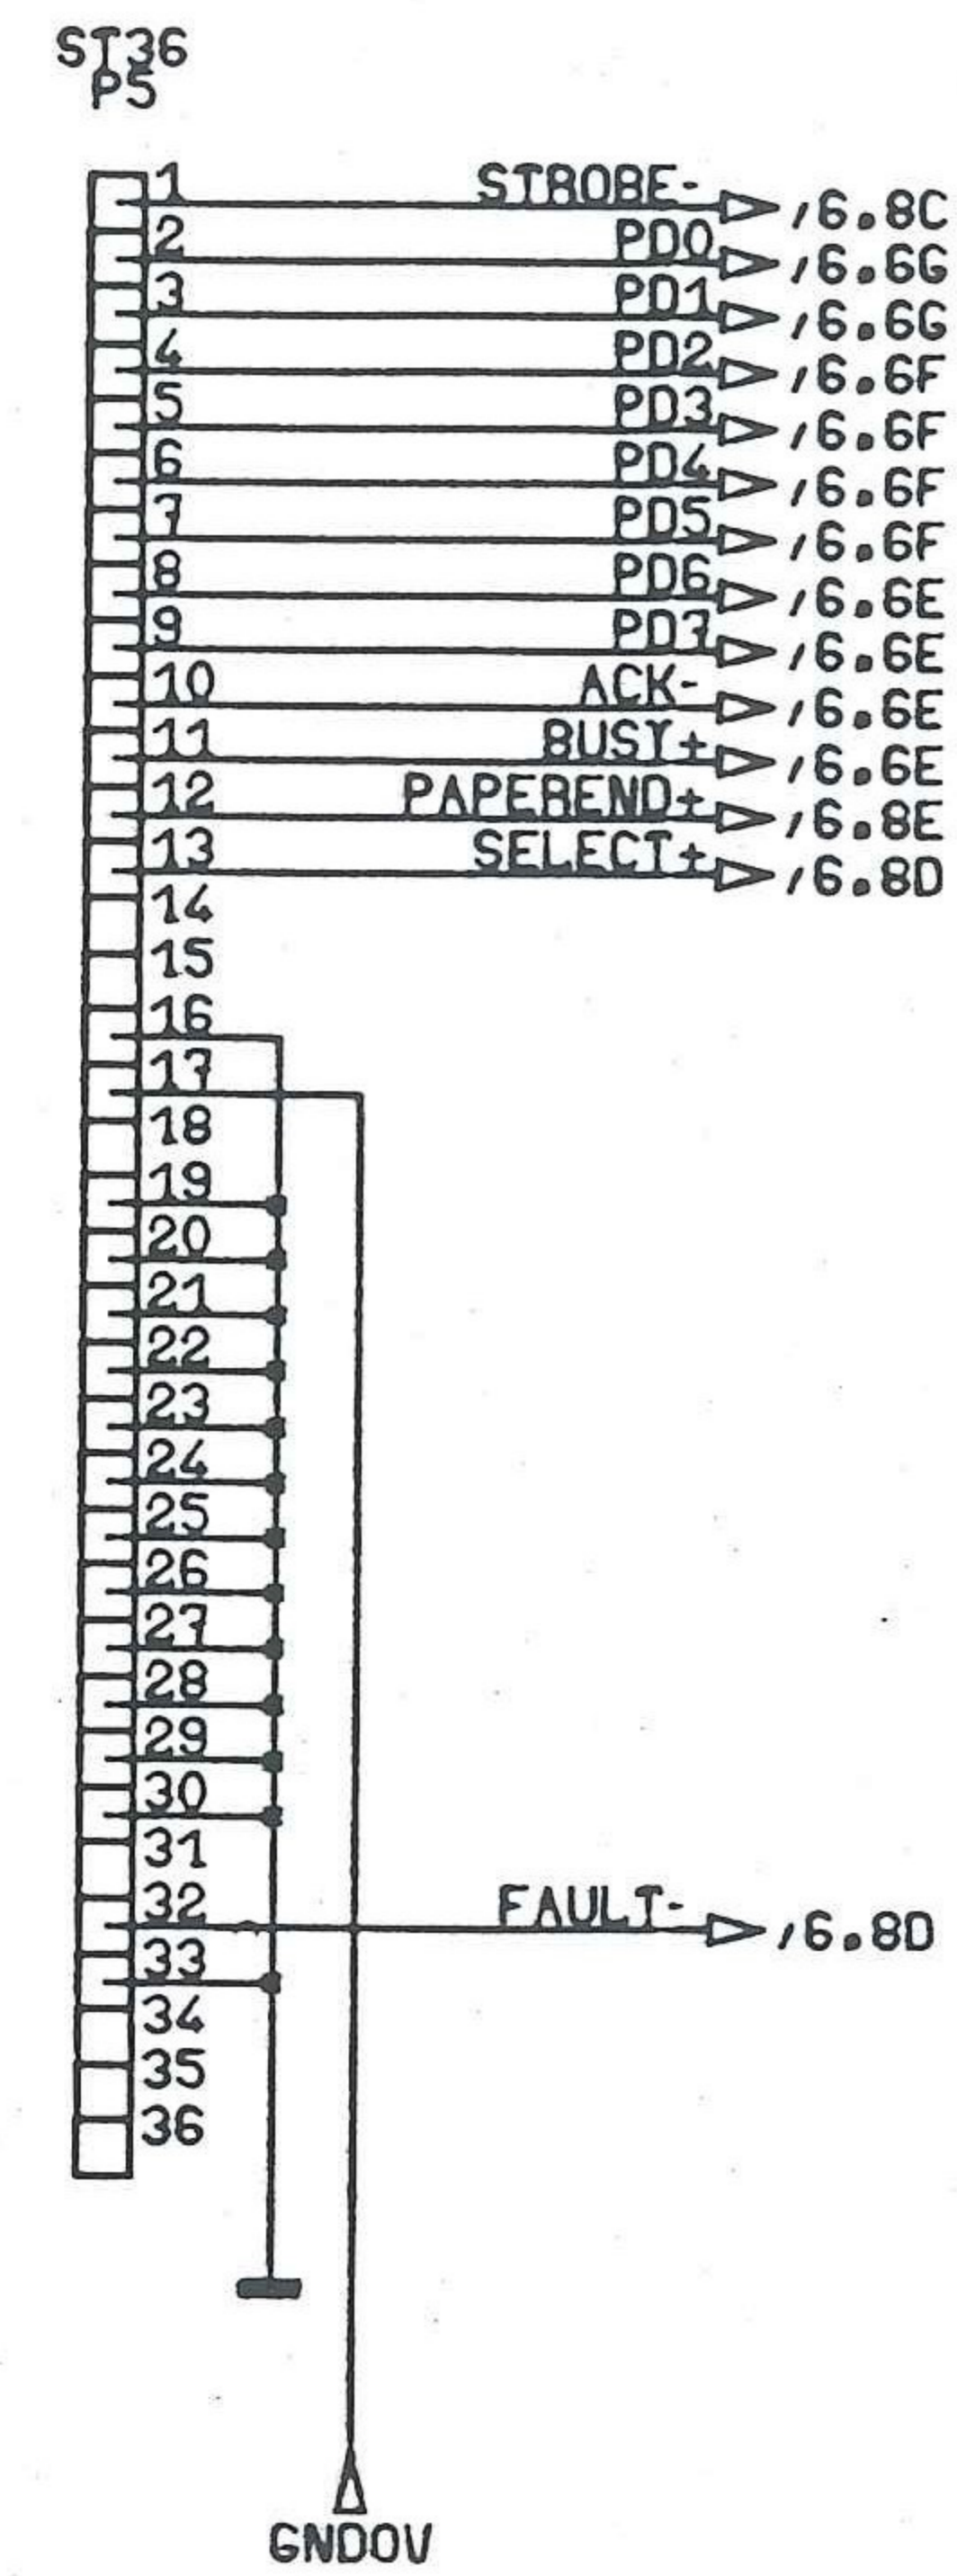 ST36
P5
1 STROBE- /6.8C
2 PD0 /6.6G
3 PD1 /6.6G
4 PD2 /6.6F
5 PD3 /6.6F
6 PD4 /6.6F
7 PD5 /6.6F
8 PD6 /6.6E
9 PD7 /6.6E
10 ACK- /6.6E
11 BUSY+ /6.6E
12 PAPEREND+ /6.8E
13 SELECT+ /6.8D
14
15
16
17
18
19
20
21
22
23
24
25
26
27
28
29
30
31
32 FAULT- /6.8D
33
34
35
36
GND0V